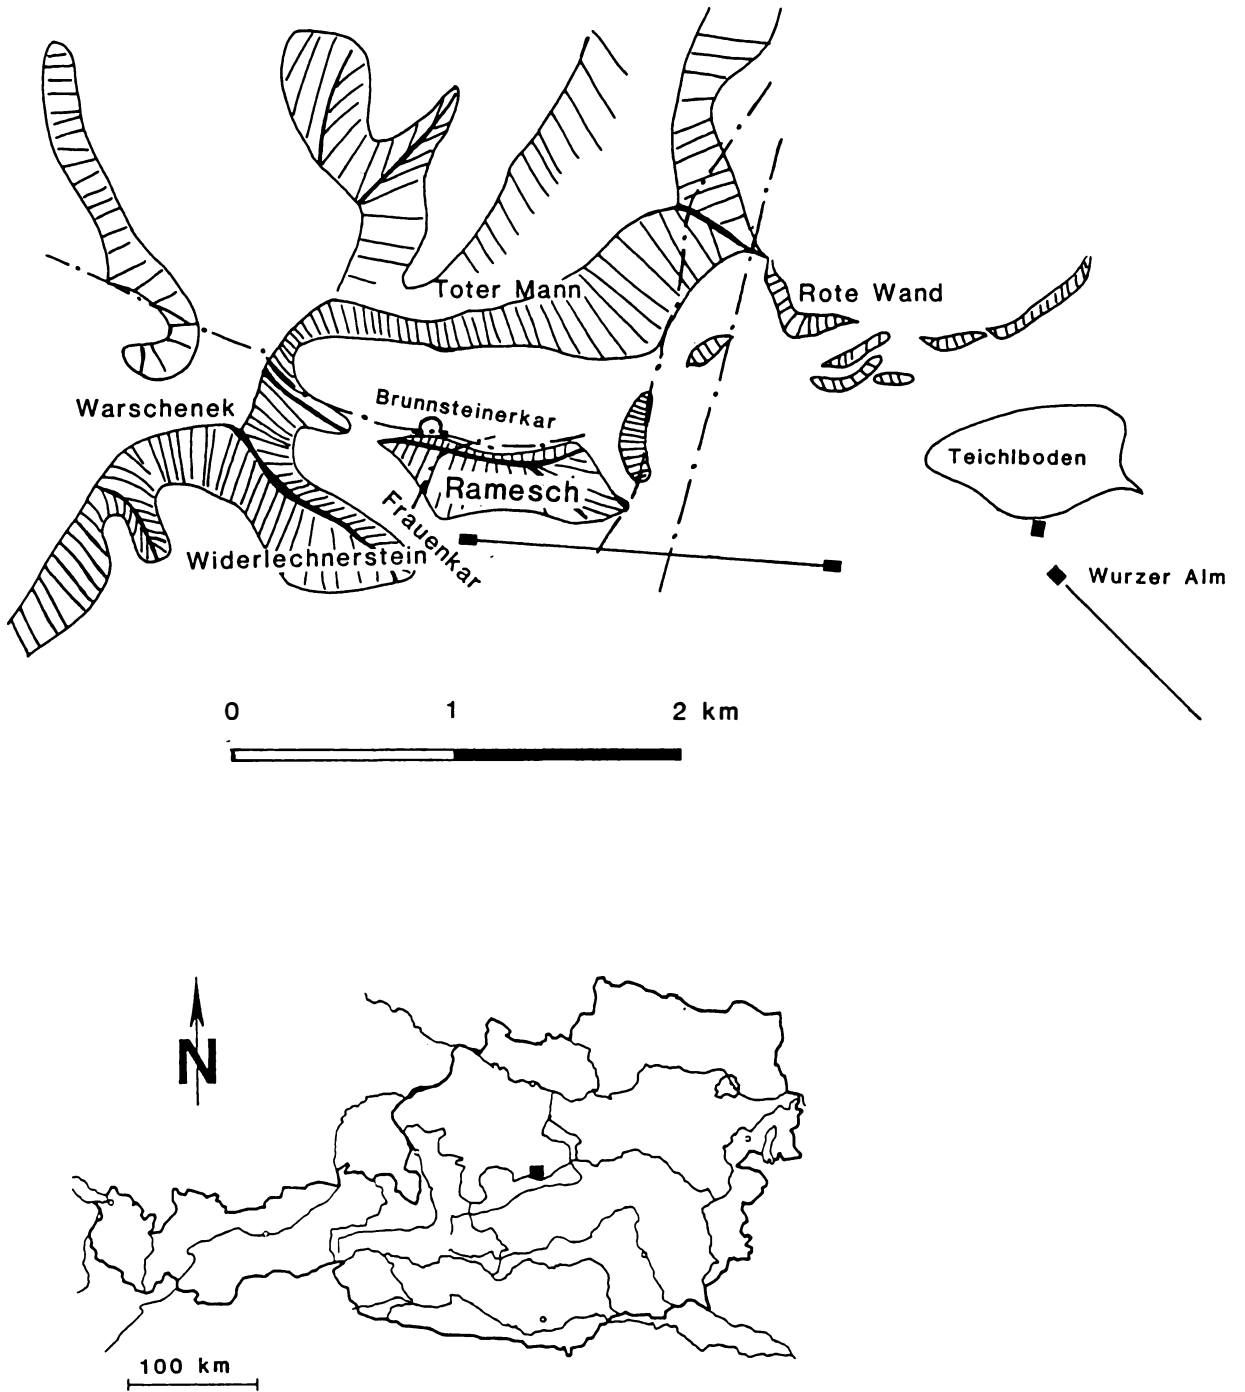 Toter Mann
Rote Wand
Warschenek
Brunnsteinerkar
Teichlboden
Ramesch
Frauenkar
Widerlechnerstein
Wurzer Alm
0 1 2 km
N
100 km